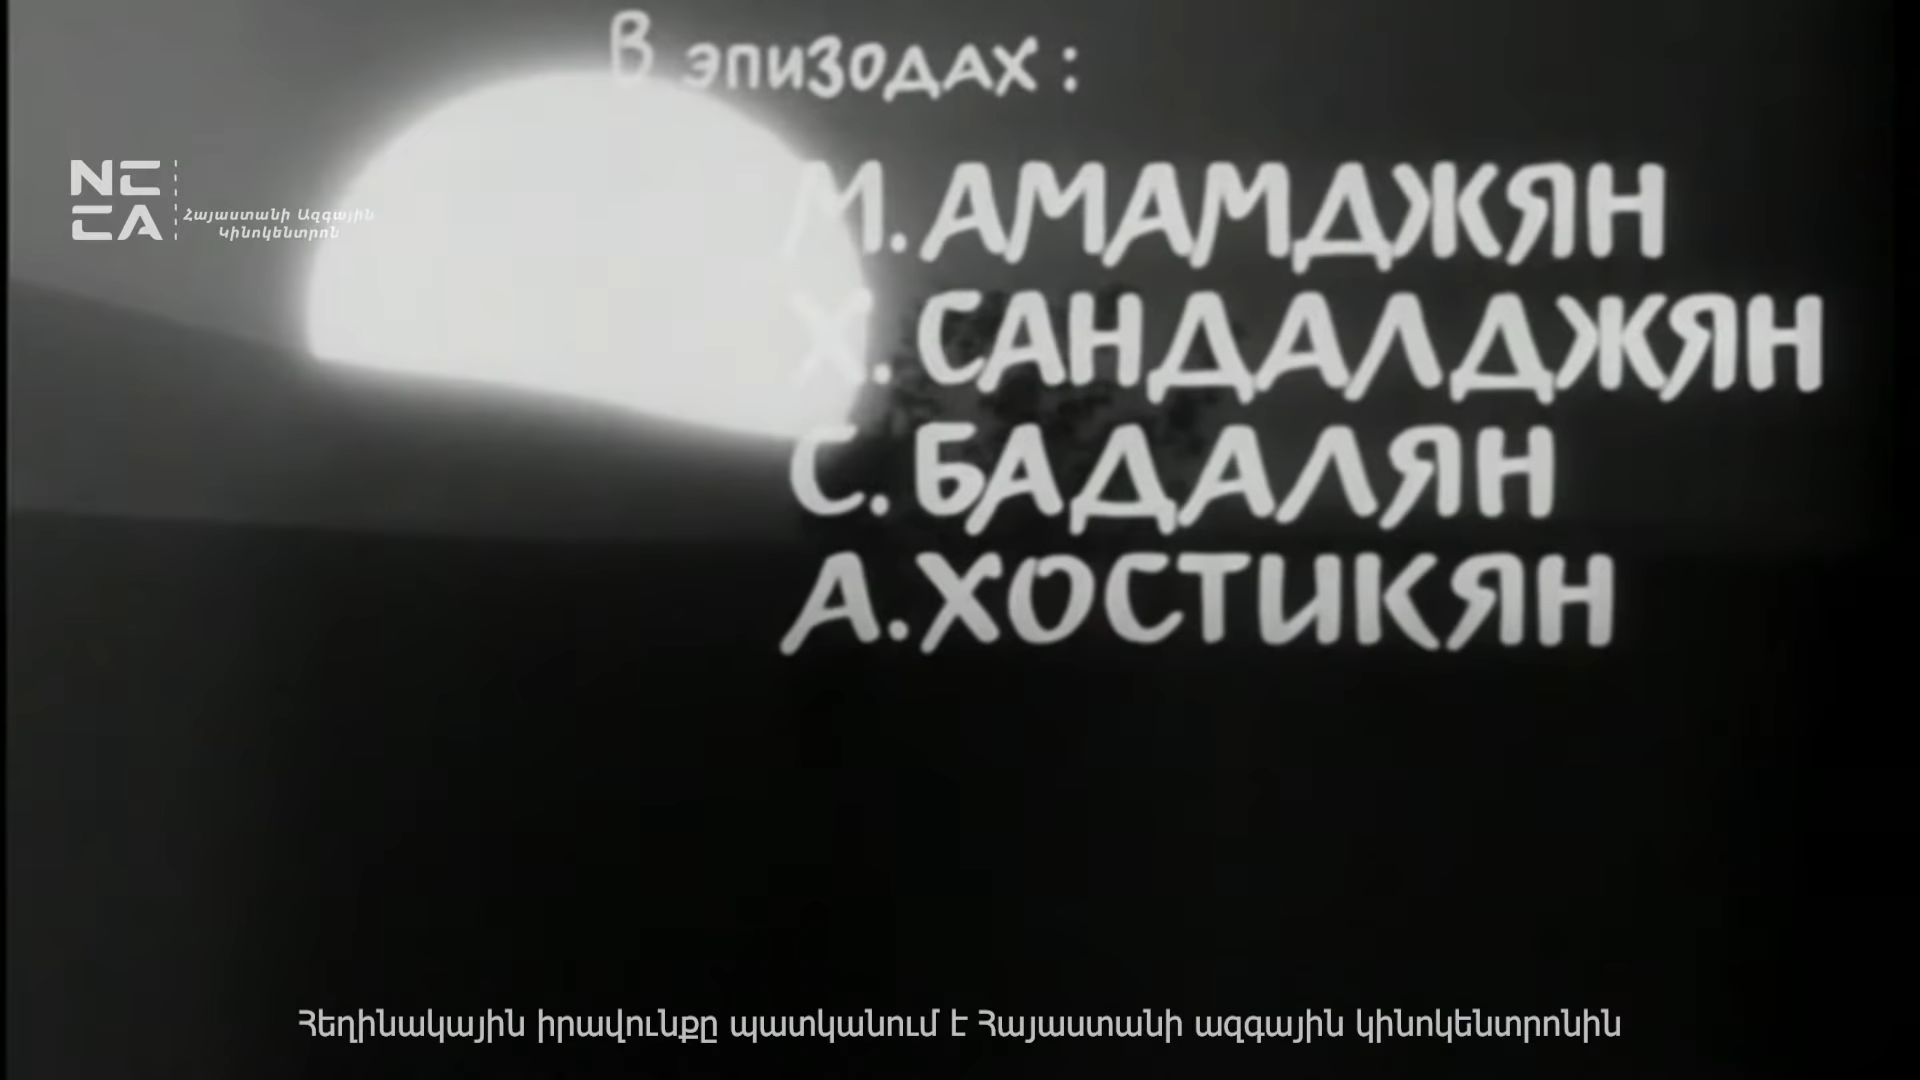 В эпизодах :
М. АМАМДЖЯН
Х. САНДАЛДЖЯН
С. БАДАЛЯН
А. ХОСТИКЯН
NC
CA
Հայաստանի Ազգային
Կինոկենտրոն
Հեղինակային իրավունքը պատկանում է Հայաստանի ազգային կինոկենտրոնին